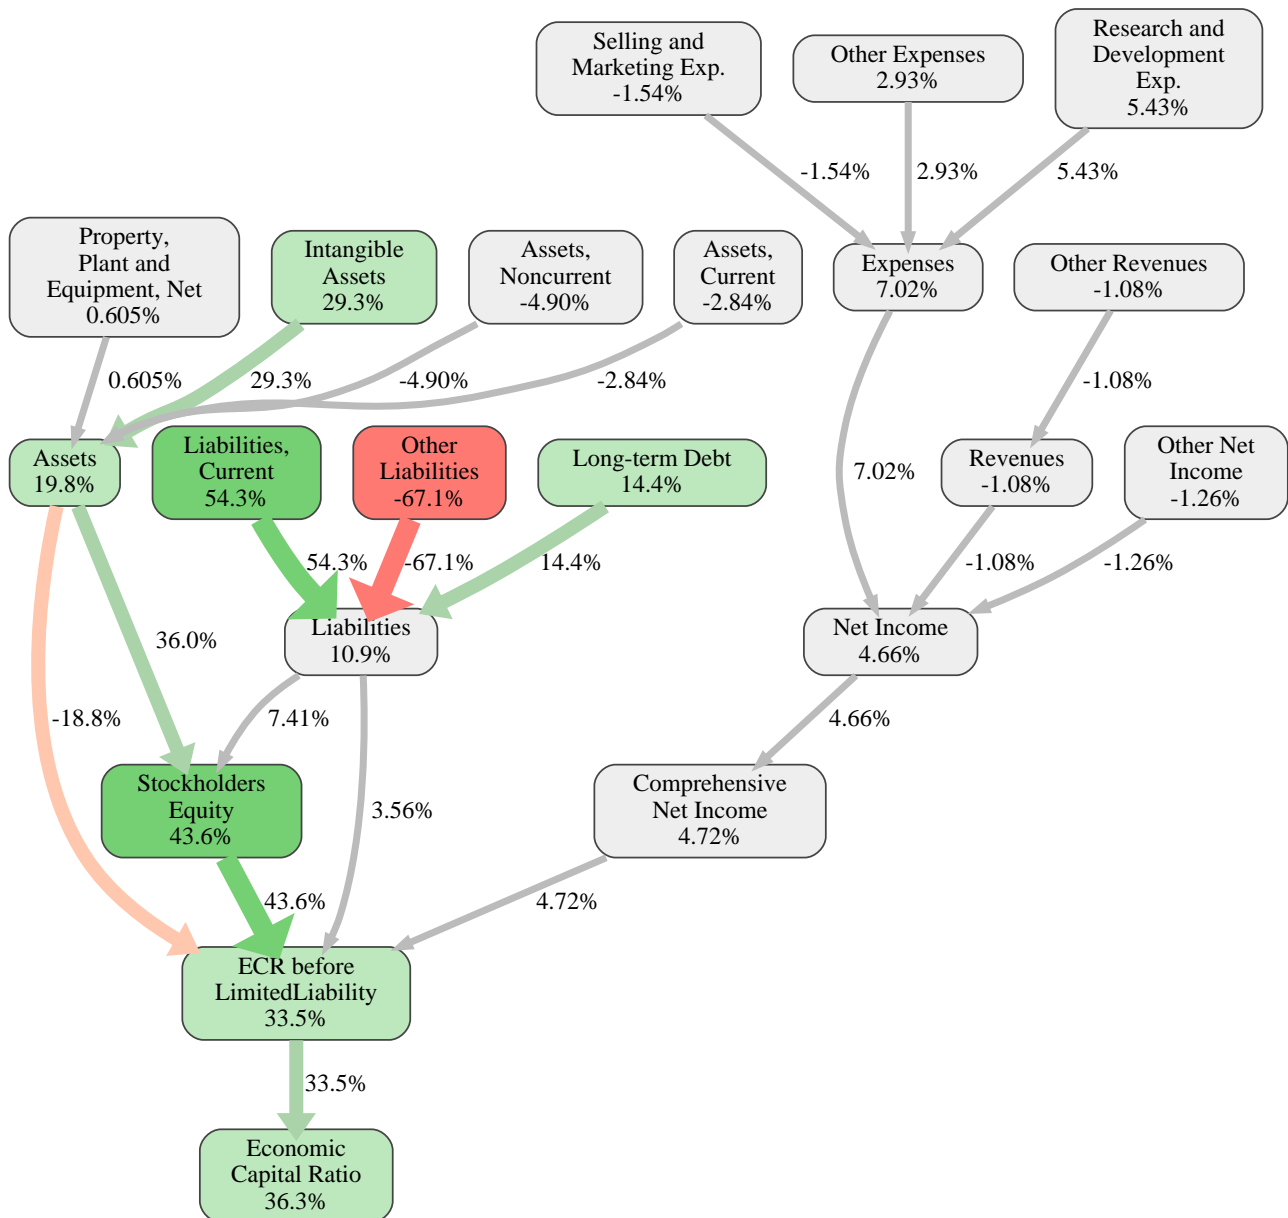 Selling and
Marketing Exp.
-1.54%
Other Expenses
2.93%
Research and
Development
Exp.
5.43%
-1.54%
2.93%
5.43%
Property,
Plant and
Equipment, Net
0.605%
Intangible
Assets
29.3%
Assets,
Noncurrent
-4.90%
Assets,
Current
-2.84%
Expenses
7.02%
Other Revenues
-1.08%
0.605%
29.3%
-4.90%
-2.84%
-1.08%
Assets
19.8%
Liabilities,
Current
54.3%
Other
Liabilities
-67.1%
Long-term Debt
14.4%
7.02%
Revenues
-1.08%
Other Net
Income
-1.26%
54.3%
-67.1%
14.4%
-1.08%
-1.26%
36.0%
Liabilities
10.9%
Net Income
4.66%
-18.8%
7.41%
4.66%
Stockholders
Equity
43.6%
3.56%
Comprehensive
Net Income
4.72%
43.6%
4.72%
ECR before
LimitedLiability
33.5%
33.5%
Economic
Capital Ratio
36.3%